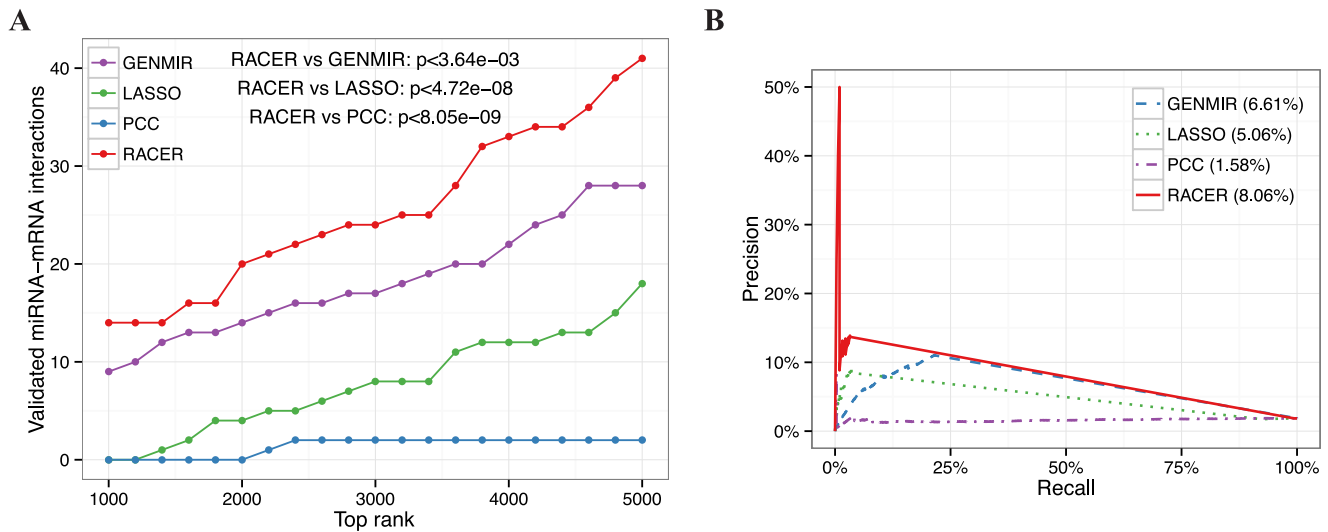 A
GENMIR
LASSO
PCC
RACER
RACER vs GENMIR: p<3.64e−03
RACER vs LASSO: p<4.72e−08
RACER vs PCC: p<8.05e−09
Validated miRNA−mRNA interactions
40
30
20
10
0
1000
2000
3000
4000
5000
Top rank
B
GENMIR (6.61%)
LASSO (5.06%)
PCC (1.58%)
RACER (8.06%)
Precision
50%
40%
30%
20%
10%
0%
0%
25%
50%
75%
100%
Recall